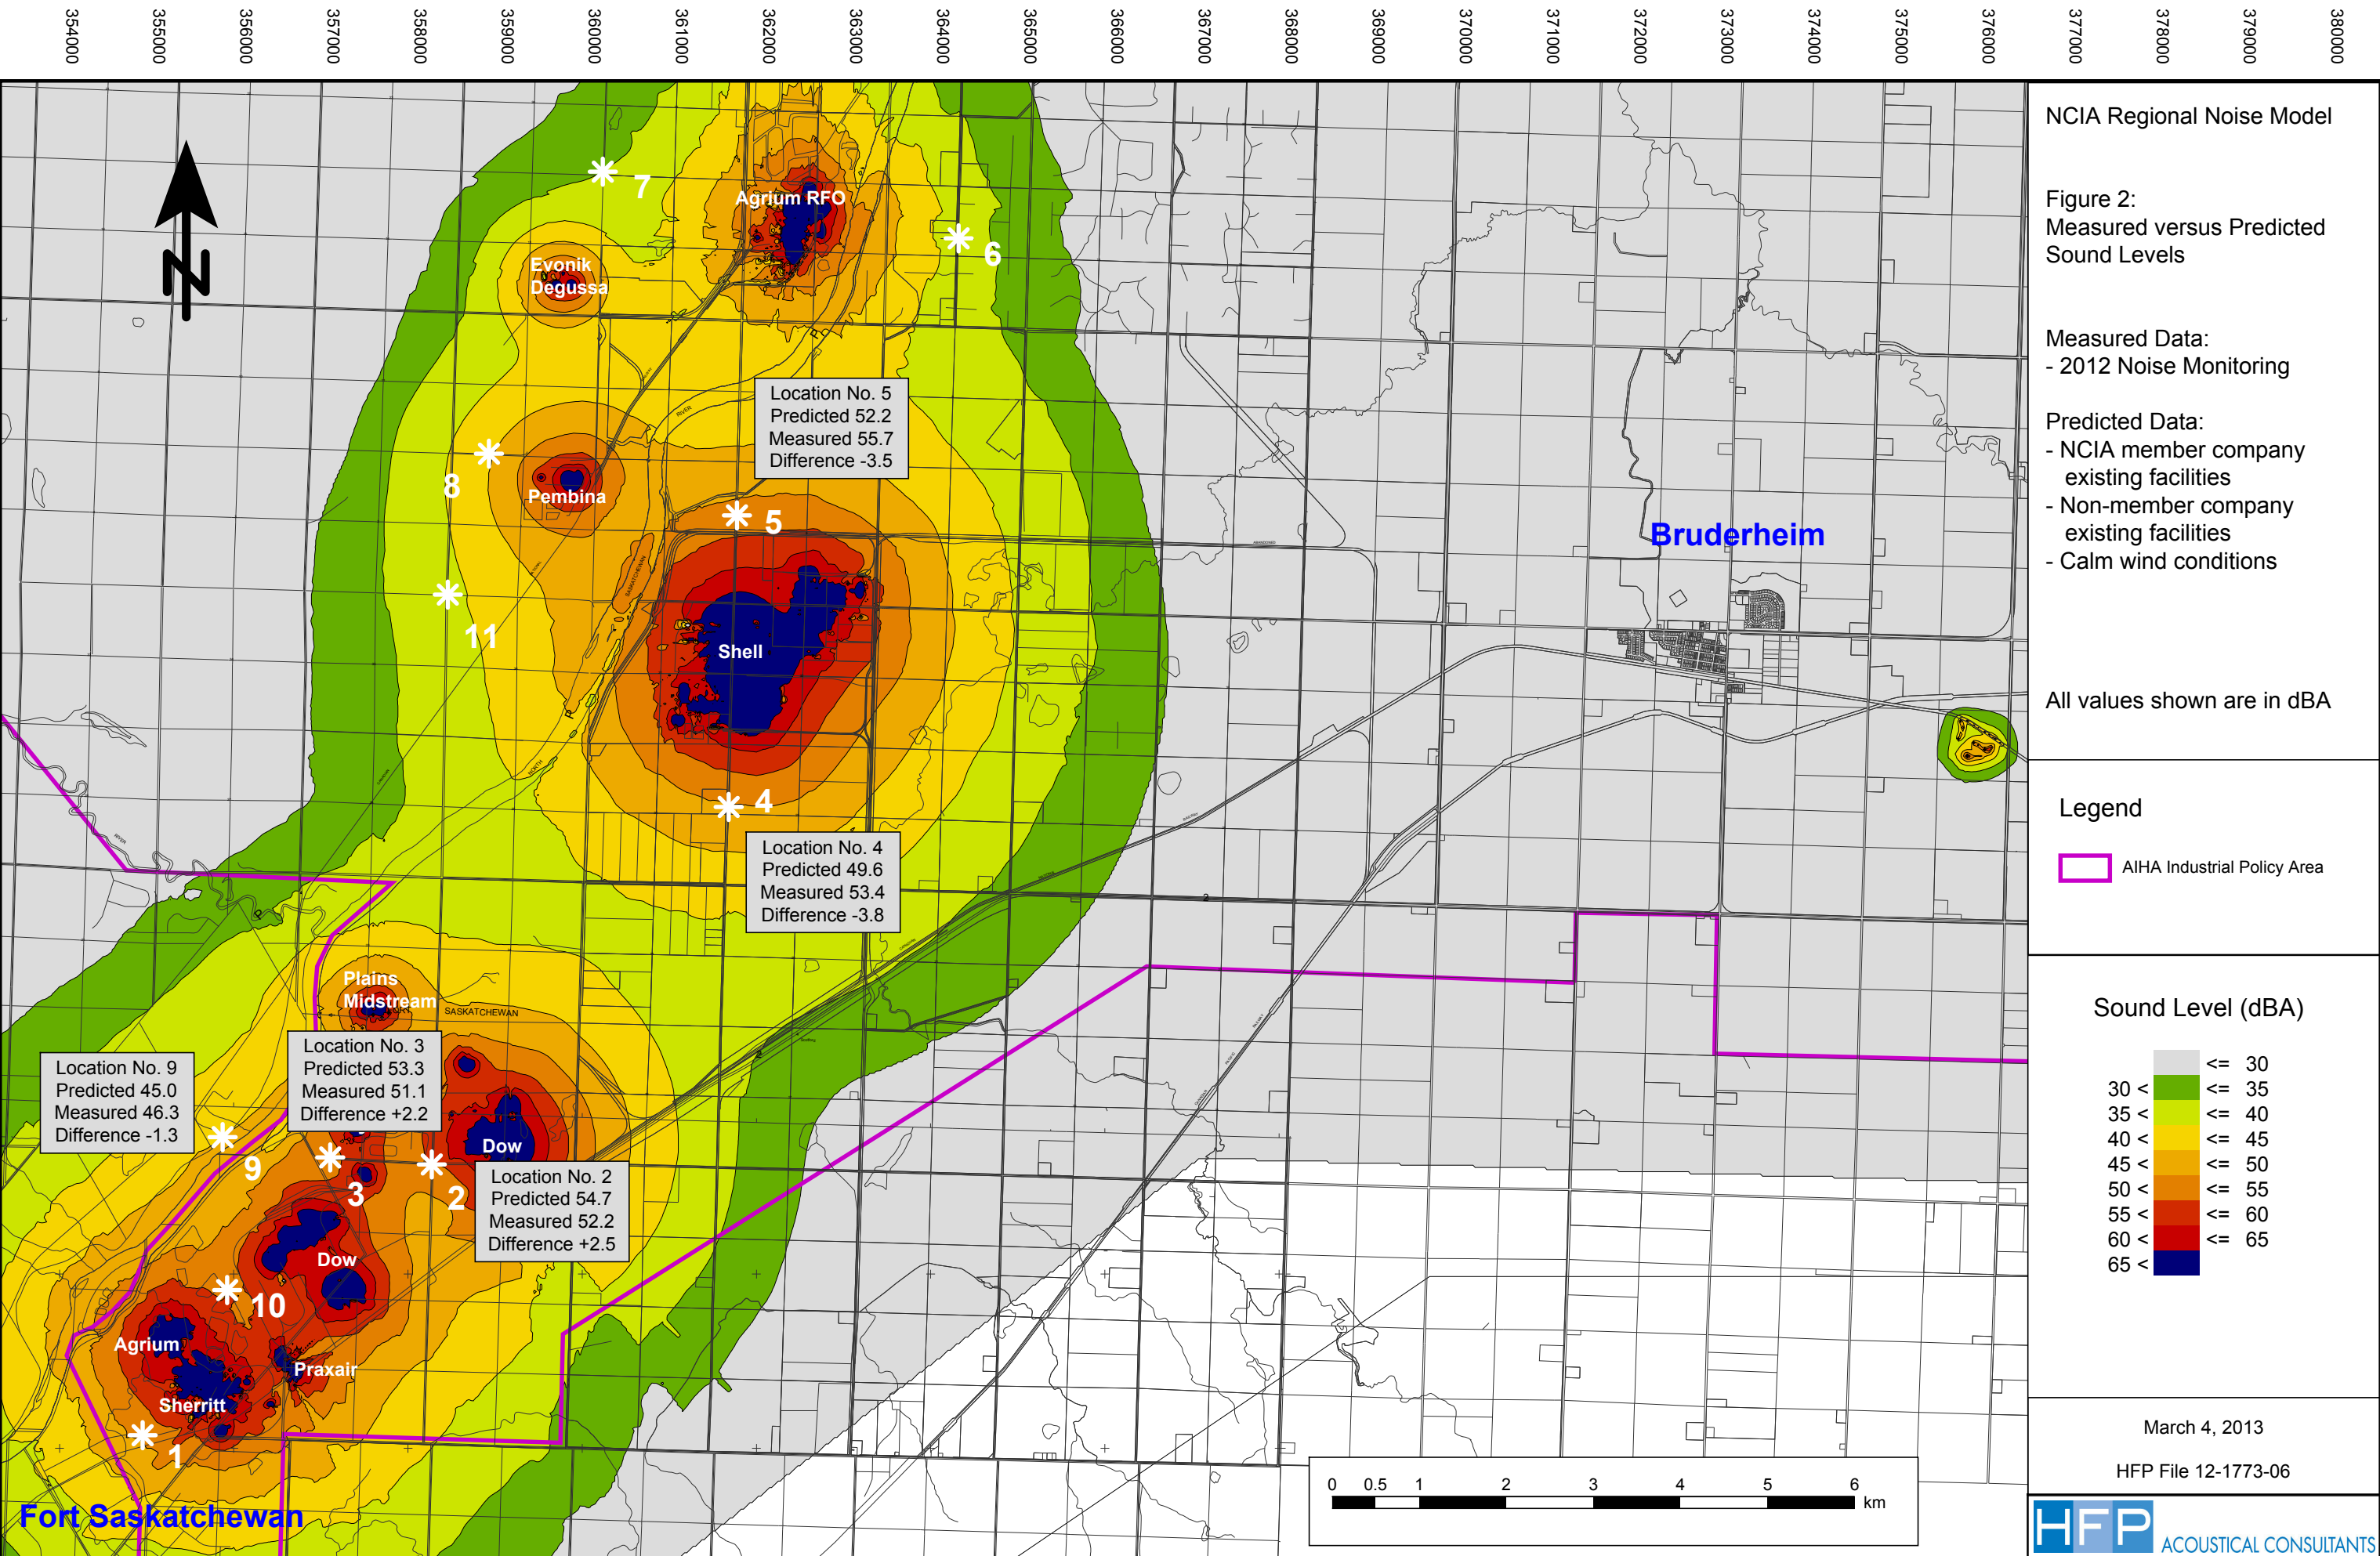 354000
355000
356000
357000
358000
359000
360000
361000
362000
363000
364000
365000
366000
367000
368000
369000
370000
371000
372000
373000
374000
375000
376000
377000
378000
379000
380000
NCIA Regional Noise Model
Figure 2:
Measured versus Predicted
Sound Levels
Measured Data:
- 2012 Noise Monitoring
Predicted Data:
- NCIA member company
existing facilities
- Non-member company
existing facilities
- Calm wind conditions
All values shown are in dBA
Legend
AIHA Industrial Policy Area
Sound Level (dBA)
<= 30
30 < <= 35
35 < <= 40
40 < <= 45
45 < <= 50
50 < <= 55
55 < <= 60
60 < <= 65
65 <
March 4, 2013
HFP File 12-1773-06
HFP ACOUSTICAL CONSULTANTS
N
7
Agrium RFO
6
Evonik
Degussa
Location No. 5
Predicted 52.2
Measured 55.7
Difference -3.5
RIVER
8
Pembina
5
Bruderheim
SASKATCHEWAN
11
Shell
NORTH
4
Location No. 4
Predicted 49.6
Measured 53.4
Difference -3.8
2
Plains
Midstream
SASKATCHEWAN
2
Location No. 3
Predicted 53.3
Measured 51.1
Difference +2.2
Location No. 9
Predicted 45.0
Measured 46.3
Difference -1.3
9
3
2
Dow
Location No. 2
Predicted 54.7
Measured 52.2
Difference +2.5
Dow
10
Agrium
Praxair
Sherritt
1
Fort Saskatchewan
0 0.5 1 2 3 4 5 6
km